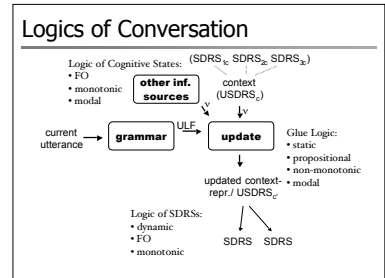 Logics of Conversation
(SDRS1c SDRS2c SDRS3c)
Logic of Cognitive States:
• FO
• monotonic
• modal
other inf.
sources
context
(USDRSc)
ν
ν
current
utterance
grammar
ULF
update
Glue Logic:
• static
• propositional
• non-monotonic
• modal
updated context-
repr./ USDRSc'
Logic of SDRSs:
• dynamic
• FO
• monotonic
SDRS SDRS